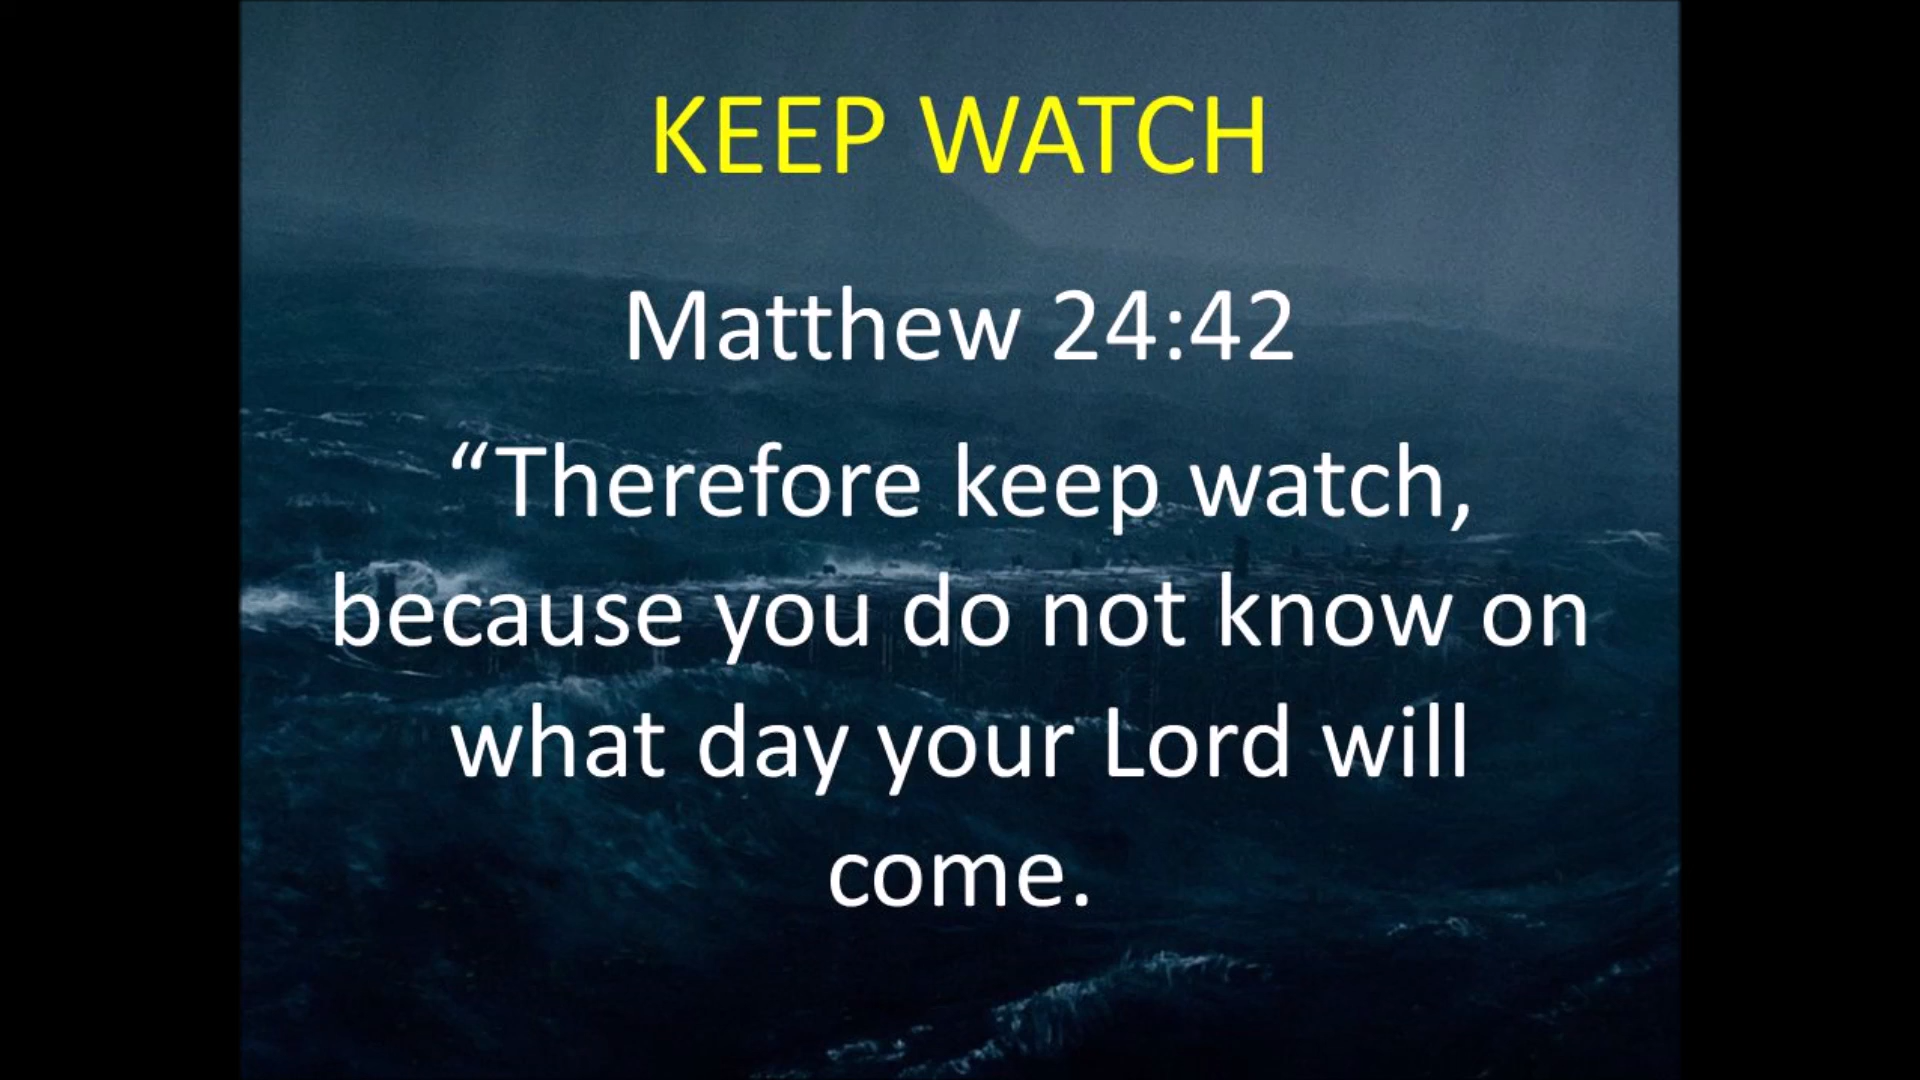 KEEP WATCH
Matthew 24:42
“Therefore keep watch,
because you do not know on
what day your Lord will
come.